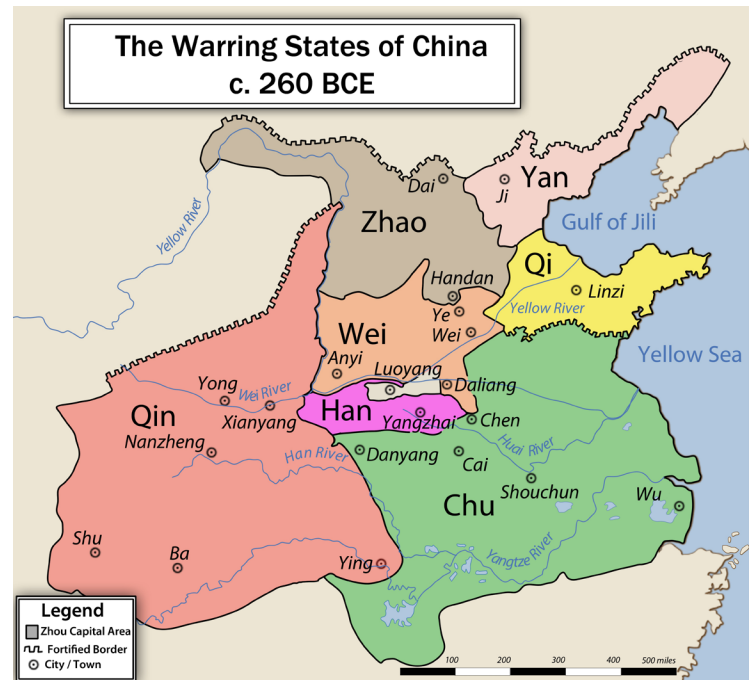 The Warring States of China
c. 260 BCE
Yan
Ji
Dai
Zhao
Yellow River
Gulf of Jili
Qi
Linzi
Handan
Yellow River
Ye
Wei
Wei
Yellow Sea
Anyi
Luoyang
Daliang
Yong
Wei River
Han
Yangzhai
Chen
Qin
Xianyang
Huai River
Nanzheng
Han River
Danyang
Cai
Shouchun
Chu
Wu
Shu
Ba
Ying
Yangtze River
Legend
Zhou Capital Area
Fortified Border
City / Town
100 200 300 400 500 miles